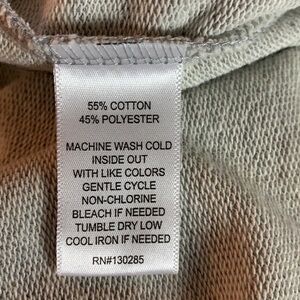 55% COTTON
45% POLYESTER
MACHINE WASH COLD
INSIDE OUT
WITH LIKE COLORS
GENTLE CYCLE
NON-CHLORINE
BLEACH IF NEEDED
TUMBLE DRY LOW
COOL IRON IF NEEDED
RN#130285